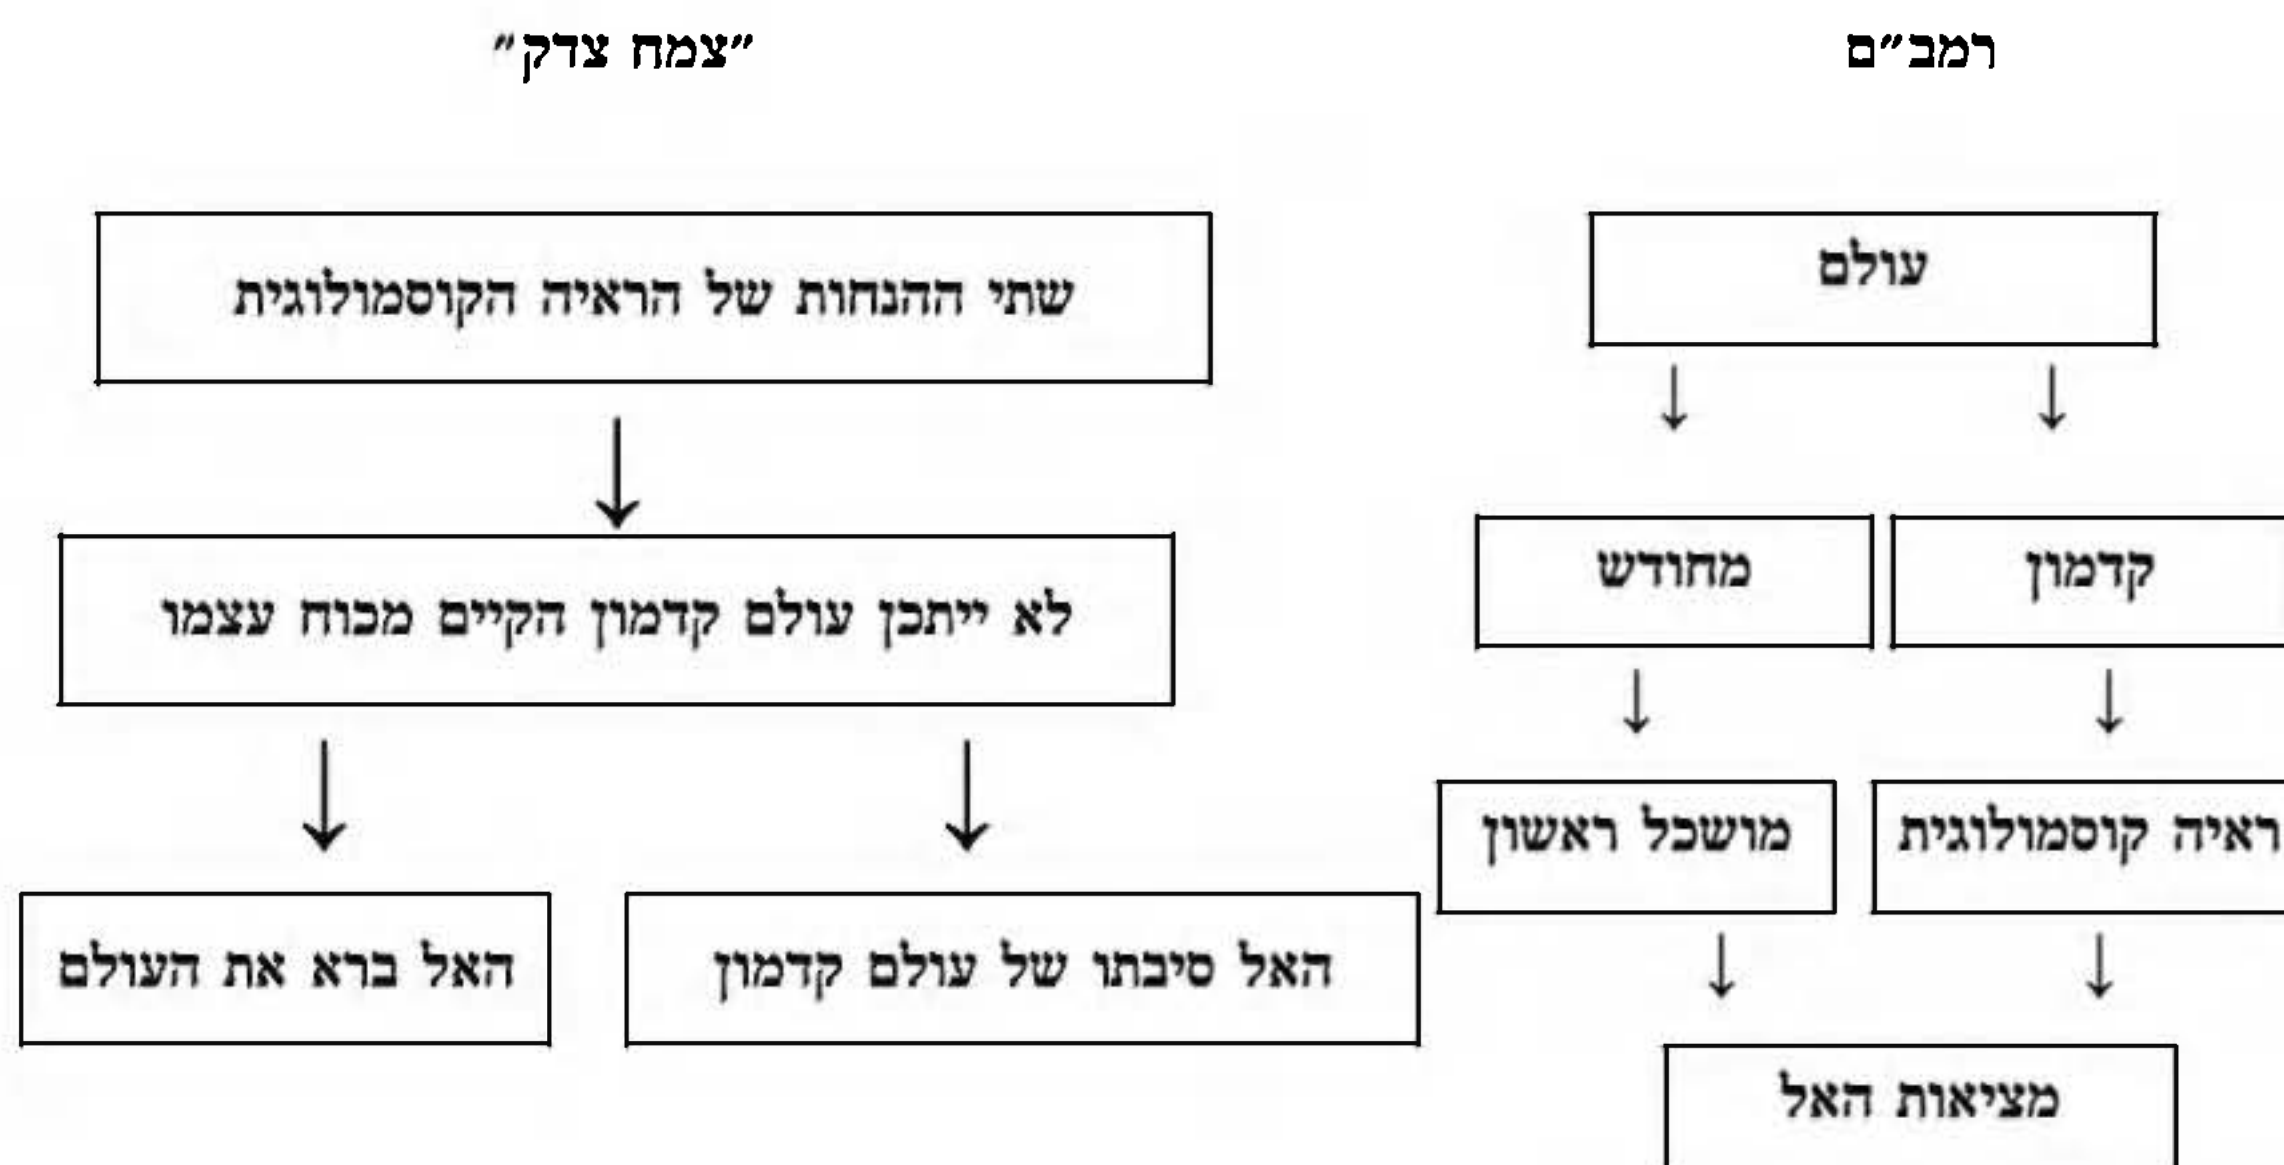 רמב״ם
עולם
קדמון
מחודש
ראיה קוסמולוגית
מושכל ראשון
מציאות האל
״צמח צדק״
שתי ההנחות של הראיה הקוסמולוגית
לא ייתכן עולם קדמון הקיים מכוח עצמו
האל סיבתו של עולם קדמון
האל ברא את העולם